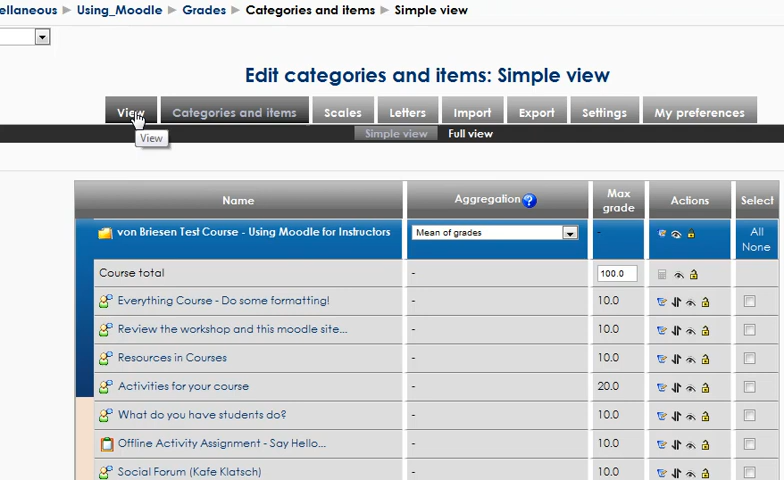 ellaneous ► Using_Moodle ► Grades ► Categories and items ► Simple view
Edit categories and items: Simple view
View Categories and items Scales Letters Import Export Settings My preferences
View
Simple view Full view
Name Aggregation ? Max grade Actions Select
von Briesen Test Course - Using Moodle for Instructors Mean of grades - All None
Course total - 100.0
Everything Course - Do some formatting! - 10.0
Review the workshop and this moodle site... - 10.0
Resources in Courses - 10.0
Activities for your course - 20.0
What do you have students do? - 10.0
Offline Activity Assignment - Say Hello... - 10.0
Social Forum (Kafe Klatsch) - 10.0